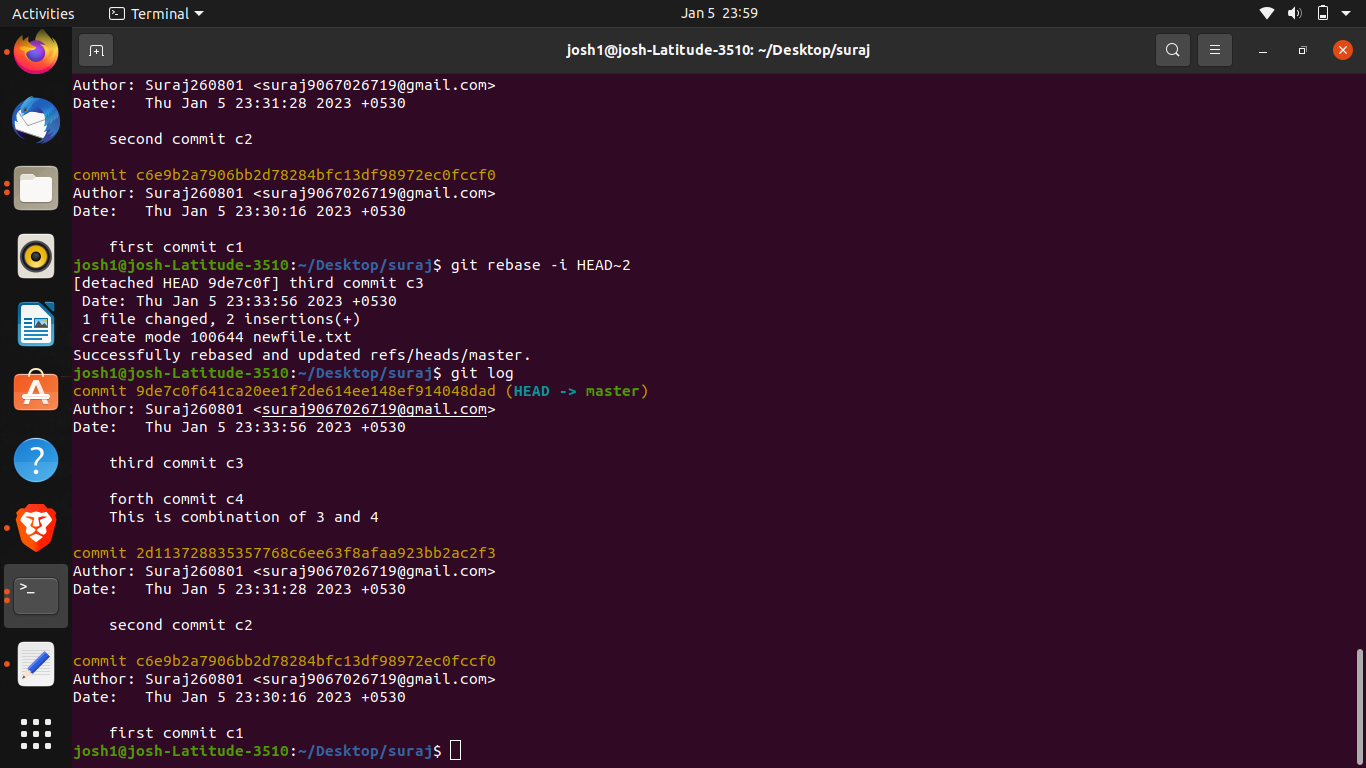 Activities Terminal Jan 5 23:59
josh1@josh-Latitude-3510: ~/Desktop/suraj
Author: Suraj260801 <suraj9067026719@gmail.com>
Date:   Thu Jan 5 23:31:28 2023 +0530
    second commit c2
commit c6e9b2a7906bb2d78284bfc13df98972ec0fccf0
Author: Suraj260801 <suraj9067026719@gmail.com>
Date:   Thu Jan 5 23:30:16 2023 +0530
    first commit c1
josh1@josh-Latitude-3510:~/Desktop/suraj$ git rebase -i HEAD~2
[detached HEAD 9de7c0f] third commit c3
 Date: Thu Jan 5 23:33:56 2023 +0530
 1 file changed, 2 insertions(+)
 create mode 100644 newfile.txt
Successfully rebased and updated refs/heads/master.
josh1@josh-Latitude-3510:~/Desktop/suraj$ git log
commit 9de7c0f641ca20ee1f2de614ee148ef914048dad (HEAD -> master)
Author: Suraj260801 <suraj9067026719@gmail.com>
Date:   Thu Jan 5 23:33:56 2023 +0530
    third commit c3
    forth commit c4
    This is combination of 3 and 4
commit 2d113728835357768c6ee63f8afaa923bb2ac2f3
Author: Suraj260801 <suraj9067026719@gmail.com>
Date:   Thu Jan 5 23:31:28 2023 +0530
    second commit c2
commit c6e9b2a7906bb2d78284bfc13df98972ec0fccf0
Author: Suraj260801 <suraj9067026719@gmail.com>
Date:   Thu Jan 5 23:30:16 2023 +0530
    first commit c1
josh1@josh-Latitude-3510:~/Desktop/suraj$